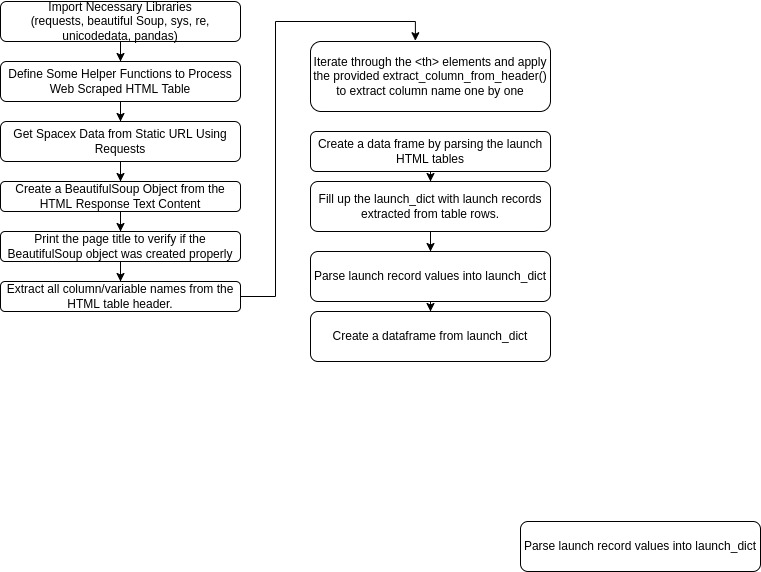 Import Necessary Libraries
(requests, beautiful Soup, sys, re,
unicodedata, pandas)
Define Some Helper Functions to Process
Web Scraped HTML Table
Get Spacex Data from Static URL Using
Requests
Create a BeautifulSoup Object from the
HTML Response Text Content
Print the page title to verify if the
BeautifulSoup object was created properly
Extract all column/variable names from the
HTML table header.
Iterate through the <th> elements and apply
the provided extract_column_from_header()
to extract column name one by one
Create a data frame by parsing the launch
HTML tables
Fill up the launch_dict with launch records
extracted from table rows.
Parse launch record values into launch_dict
Create a dataframe from launch_dict
Parse launch record values into launch_dict